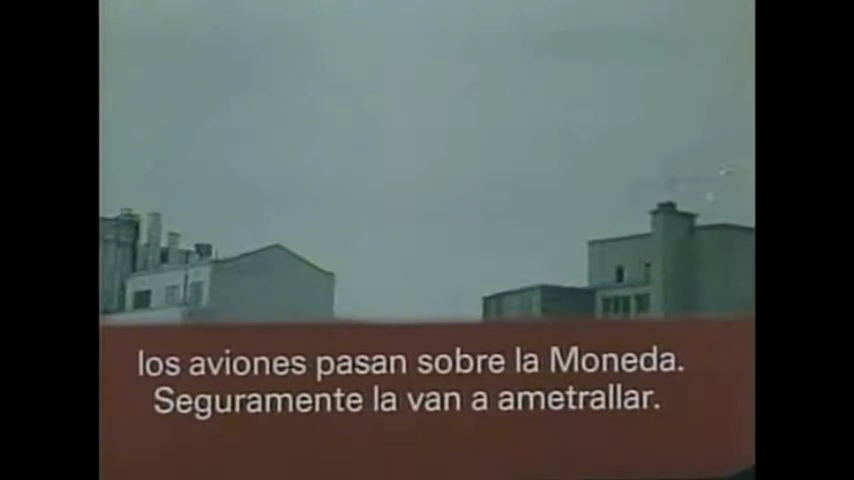 los aviones pasan sobre la Moneda.
Seguramente la van a ametrallar.